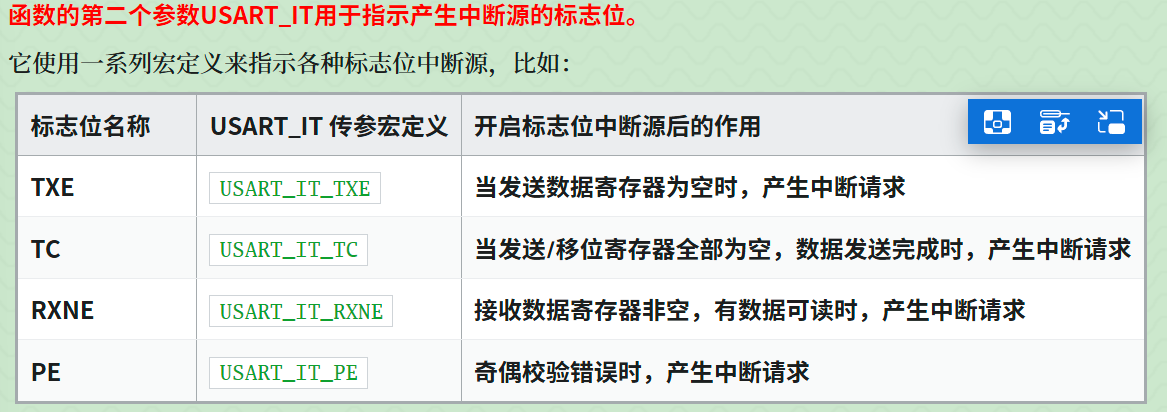 函数的第二个参数USART_IT用于指示产生中断源的标志位。
它使用一系列宏定义来指示各种标志位中断源，比如：
标志位名称 USART_IT 传参宏定义 开启标志位中断源后的作用
TXE USART_IT_TXE 当发送数据寄存器为空时，产生中断请求
TC USART_IT_TC 当发送/移位寄存器全部为空，数据发送完成时，产生中断请求
RXNE USART_IT_RXNE 接收数据寄存器非空，有数据可读时，产生中断请求
PE USART_IT_PE 奇偶校验错误时，产生中断请求